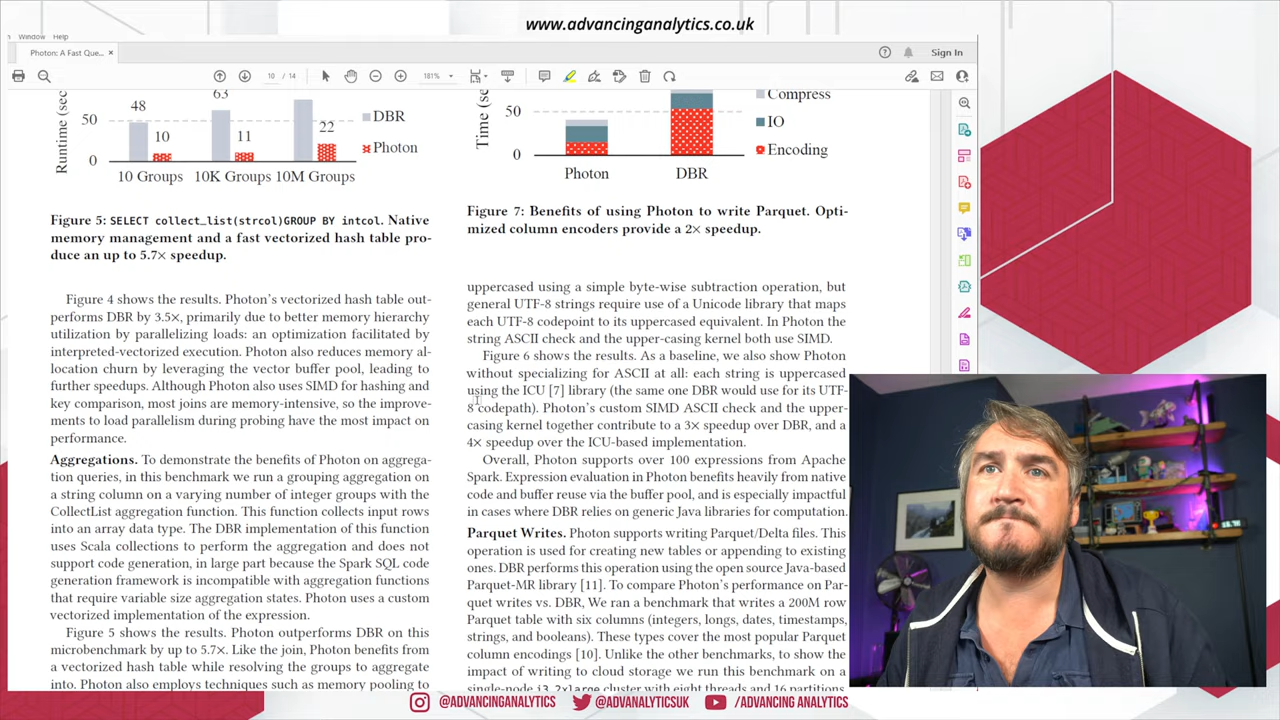 www.advancinganalytics.co.uk
Window Help
Photon: A Fast Que... ×
Sign In
10 / 14
181%
Runtime (sec
50
0
48
10
63
11
22
10 Groups 10K Groups 10M Groups
DBR
Photon
Figure 5: SELECT collect_list(strcol)GROUP BY intcol. Native
memory management and a fast vectorized hash table pro-
duce an up to 5.7× speedup.
Figure 4 shows the results. Photon's vectorized hash table out-
performs DBR by 3.5×, primarily due to better memory hierarchy
utilization by parallelizing loads: an optimization facilitated by
interpreted-vectorized execution. Photon also reduces memory al-
location churn by leveraging the vector buffer pool, leading to
further speedups. Although Photon also uses SIMD for hashing and
key comparison, most joins are memory-intensive, so the improve-
ments to load parallelism during probing have the most impact on
performance.
Aggregations. To demonstrate the benefits of Photon on aggrega-
tion queries, in this benchmark we run a grouping aggregation on
a string column on a varying number of integer groups with the
CollectList aggregation function. This function collects input rows
into an array data type. The DBR implementation of this function
uses Scala collections to perform the aggregation and does not
support code generation, in large part because the Spark SQL code
generation framework is incompatible with aggregation functions
that require variable size aggregation states. Photon uses a custom
vectorized implementation of the expression.
Figure 5 shows the results. Photon outperforms DBR on this
microbenchmark by up to 5.7×. Like the join, Photon benefits from
a vectorized hash table while resolving the groups to aggregate
into. Photon also employs techniques such as memory pooling to
Time (se
50
0
Photon DBR
Compress
IO
Encoding
Figure 7: Benefits of using Photon to write Parquet. Opti-
mized column encoders provide a 2× speedup.
uppercased using a simple byte-wise subtraction operation, but
general UTF-8 strings require use of a Unicode library that maps
each UTF-8 codepoint to its uppercased equivalent. In Photon the
string ASCII check and the upper-casing kernel both use SIMD.
Figure 6 shows the results. As a baseline, we also show Photon
without specializing for ASCII at all: each string is uppercased
using the ICU [7] library (the same one DBR would use for its UTF-
8 codepath). Photon's custom SIMD ASCII check and the upper-
casing kernel together contribute to a 3× speedup over DBR, and a
4× speedup over the ICU-based implementation.
Overall, Photon supports over 100 expressions from Apache
Spark. Expression evaluation in Photon benefits heavily from native
code and buffer reuse via the buffer pool, and is especially impactful
in cases where DBR relies on generic Java libraries for computation.
Parquet Writes. Photon supports writing Parquet/Delta files. This
operation is used for creating new tables or appending to existing
ones. DBR performs this operation using the open source Java-based
Parquet-MR library [11]. To compare Photon's performance on Par-
quet writes vs. DBR, We ran a benchmark that writes a 200M row
Parquet table with six columns (integers, longs, dates, timestamps,
strings, and booleans). These types cover the most popular Parquet
column encodings [10]. Unlike the other benchmarks, to show the
impact of writing to cloud storage we run this benchmark on a
single-node i3.2xlarge cluster with eight threads and 16 partitions.
@ADVANCINGANALYTICS @ADVANALYTICSUK /ADVANCING ANALYTICS